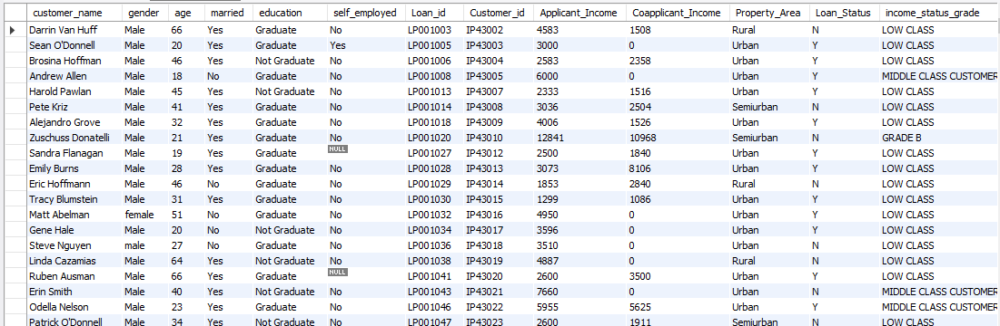 customer_name gender age married education self_employed Loan_id Customer_id Applicant_Income Coapplicant_Income Property_Area Loan_Status income_status_grade
Darrin Van Huff Male 66 Yes Graduate No LP001003 IP43002 4583 1508 Rural N LOW CLASS
Sean O'Donnell Male 20 Yes Graduate Yes LP001005 IP43003 3000 0 Urban Y LOW CLASS
Brosina Hoffman Male 46 Yes Not Graduate No LP001006 IP43004 2583 2358 Urban Y LOW CLASS
Andrew Allen Male 18 No Graduate No LP001008 IP43005 6000 0 Urban Y MIDDLE CLASS CUSTOMER
Harold Pawlan Male 45 Yes Not Graduate No LP001013 IP43007 2333 1516 Urban Y LOW CLASS
Pete Kriz Male 41 Yes Graduate No LP001014 IP43008 3036 2504 Semiurban N LOW CLASS
Alejandro Grove Male 32 Yes Graduate No LP001018 IP43009 4006 1526 Urban Y LOW CLASS
Zuschuss Donatelli Male 21 Yes Graduate No LP001020 IP43010 12841 10968 Semiurban N GRADE B
Sandra Flanagan Male 19 Yes Graduate NULL LP001027 IP43012 2500 1840 Urban Y LOW CLASS
Emily Burns Male 28 Yes Graduate No LP001028 IP43013 3073 8106 Urban Y LOW CLASS
Eric Hoffmann Male 46 No Graduate No LP001029 IP43014 1853 2840 Rural N LOW CLASS
Tracy Blumstein Male 31 Yes Graduate No LP001030 IP43015 1299 1086 Urban Y LOW CLASS
Matt Abelman female 51 No Graduate No LP001032 IP43016 4950 0 Urban Y LOW CLASS
Gene Hale Male 20 No Not Graduate No LP001034 IP43017 3596 0 Urban Y LOW CLASS
Steve Nguyen male 27 No Graduate No LP001036 IP43018 3510 0 Urban N LOW CLASS
Linda Cazamias Male 64 Yes Not Graduate No LP001038 IP43019 4887 0 Rural N LOW CLASS
Ruben Ausman Male 66 Yes Graduate NULL LP001041 IP43020 2600 3500 Urban Y LOW CLASS
Erin Smith Male 40 Yes Not Graduate No LP001043 IP43021 7660 0 Urban N MIDDLE CLASS CUSTOMER
Odella Nelson Male 23 Yes Graduate No LP001046 IP43022 5955 5625 Urban Y MIDDLE CLASS CUSTOMER
Patrick O'Donnell Male 34 Yes Not Graduate No LP001047 IP43023 2600 1911 Semiurban N LOW CLASS